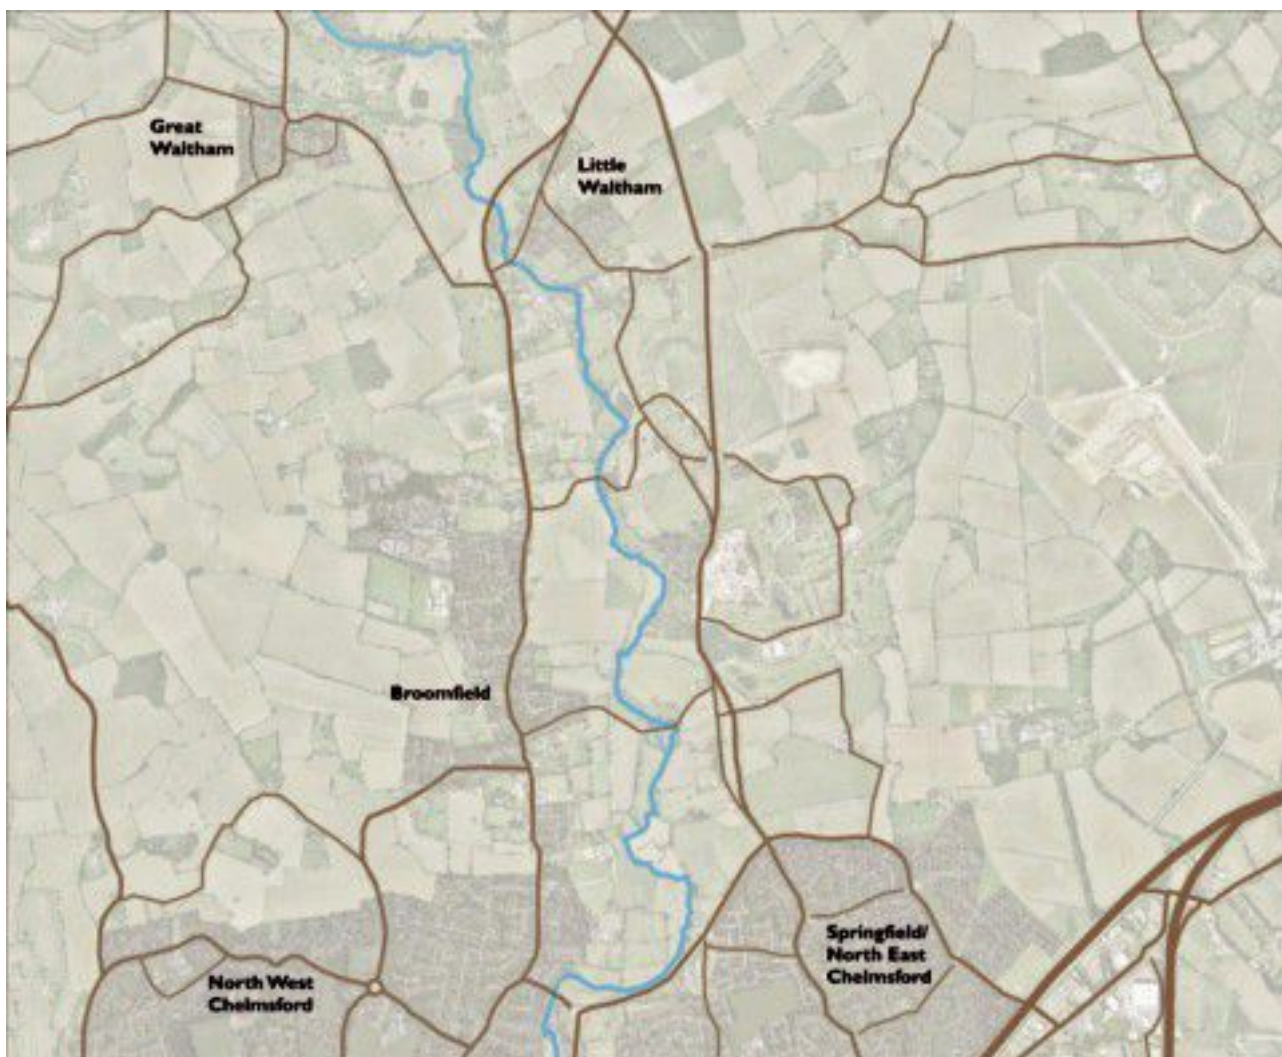 Great
Waltham
Little
Waltham
Broomfield
Springfield/
North East
Chelmsford
North West
Chelmsford